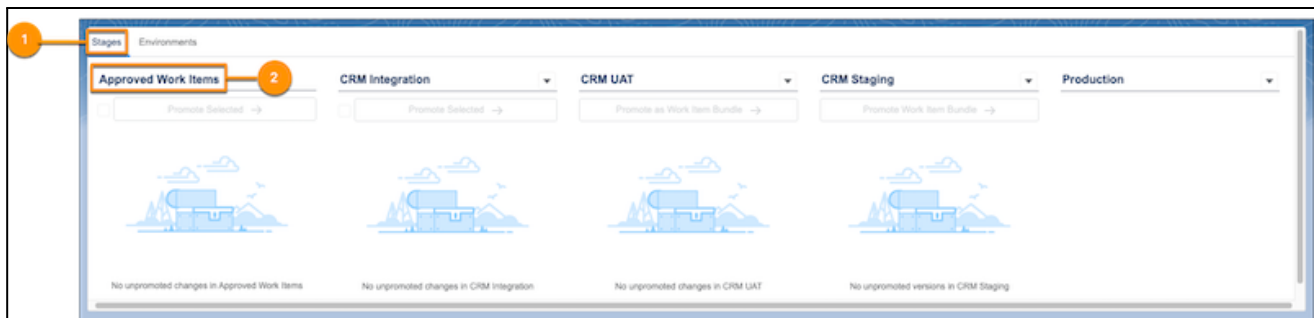 1
Stages Environments
Approved Work Items 2 CRM Integration CRM UAT CRM Staging Production
Promote Selected → Promote Selected → Promote as Work Item Bundle → Promote Work Item Bundle →
No unpromoted changes in Approved Work Items No unpromoted changes in CRM Integration No unpromoted changes in CRM UAT No unpromoted versions in CRM Staging